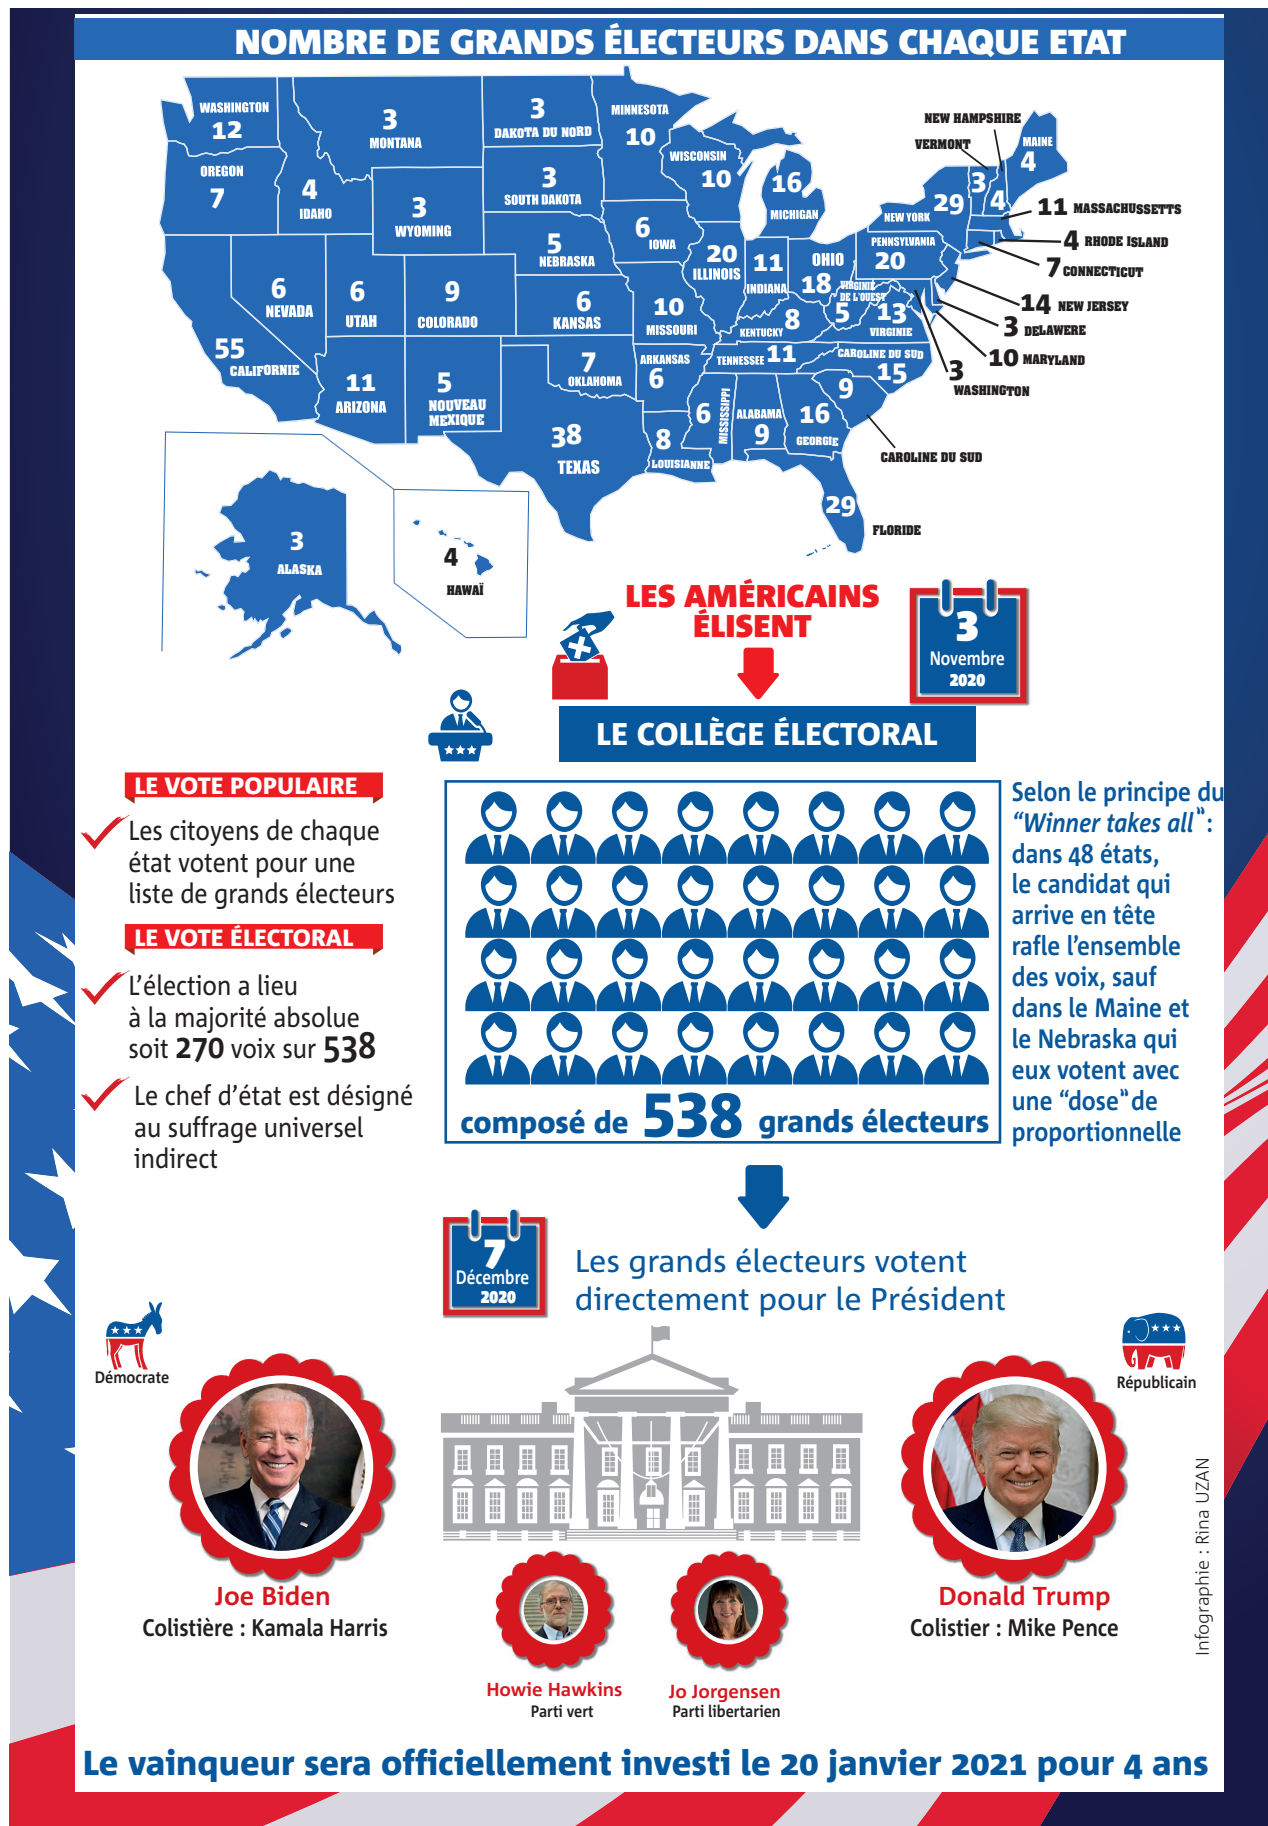 NOMBRE DE GRANDS ÉLECTEURS DANS CHAQUE ETAT
WASHINGTON
12
3
MONTANA
3
DAKOTA DU NORD
MINNESOTA
10
NEW HAMPSHIRE
VERMONT
MAINE
4
OREGON
7
4
IDAHO
3
WYOMING
3
SOUTH DAKOTA
WISCONSIN
10
16
MICHIGAN
3
4
29
NEW YORK
11 MASSACHUSSETTS
4 RHODE ISLAND
7 CONNECTICUT
5
NEBRASKA
6
IOWA
20
ILLINOIS
11
INDIANA
OHIO
18
PENNSYLVANIA
20
14 NEW JERSEY
3 DELAWERE
10 MARYLAND
3
WASHINGTON
6
NEVADA
6
UTAH
9
COLORADO
6
KANSAS
10
MISSOURI
KENTUCKY 8
VIRGINIE
DE L'OUEST
5
13
VIRGINIE
55
CALIFORNIE
11
ARIZONA
5
NOUVEAU
MEXIQUE
7
OKLAHOMA
ARKANSAS
6
TENNESSEE 11
CAROLINE DU SUD
15
9
CAROLINE DU SUD
38
TEXAS
8
LOUISIANNE
6
MISSISSIPPI
ALABAMA
9
16
GEORGIE
29
FLORIDE
3
ALASKA
4
HAWAÏ
LES AMÉRICAINS
ÉLISENT
3
Novembre
2020
LE COLLÈGE ÉLECTORAL
LE VOTE POPULAIRE
Les citoyens de chaque
état votent pour une
liste de grands électeurs
LE VOTE ÉLECTORAL
L'élection a lieu
à la majorité absolue
soit 270 voix sur 538
Le chef d'état est désigné
au suffrage universel
indirect
composé de 538 grands électeurs
Selon le principe du
“Winner takes all” :
dans 48 états,
le candidat qui
arrive en tête
rafle l'ensemble
des voix, sauf
dans le Maine et
le Nebraska qui
eux votent avec
une “dose” de
proportionnelle
7
Décembre
2020
Les grands électeurs votent
directement pour le Président
Démocrate
Républicain
Joe Biden
Colistière : Kamala Harris
Donald Trump
Colistier : Mike Pence
Howie Hawkins
Parti vert
Jo Jorgensen
Parti libertarien
Infographie : Rina UZAN
Le vainqueur sera officiellement investi le 20 janvier 2021 pour 4 ans